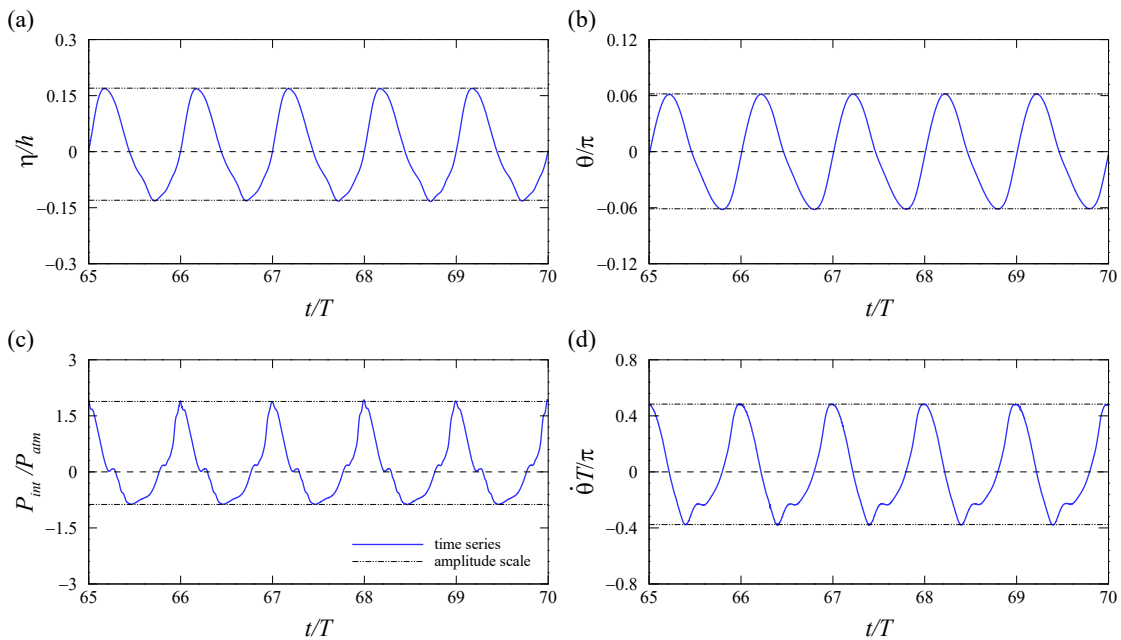 (a)
0.3
0.15
0
−0.15
−0.3
η/h
65 66 67 68 69 70
t/T
(b)
0.12
0.06
0
−0.06
−0.12
θ/π
65 66 67 68 69 70
t/T
(c)
3
1.5
0
−1.5
−3
P_int /P_atm
time series
amplitude scale
65 66 67 68 69 70
t/T
(d)
0.8
0.4
0
−0.4
−0.8
θ̇T/π
65 66 67 68 69 70
t/T